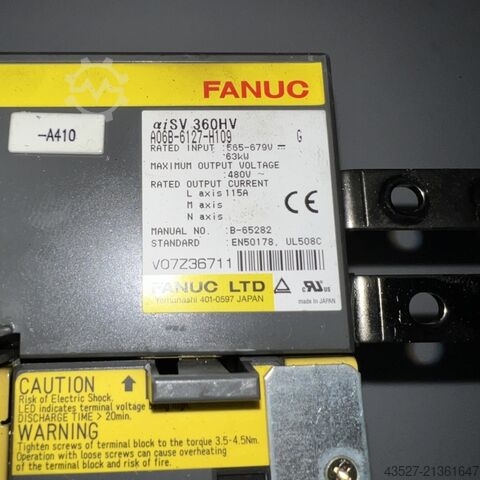 FANUC
-A410
αiSV 360HV
A06B-6127-H109 G
RATED INPUT :565-679V
63kW
MAXIMUM OUTPUT VOLTAGE
:480V ~
RATED OUTPUT CURRENT
L axis 115A
M axis
N axis
MANUAL NO. :B-65282
STANDARD :EN50178, UL508C
CE
V07Z36711
FANUC LTD
Yamanashi 401-0597 JAPAN
c UL US
MADE IN JAPAN
CAUTION
Risk of Electric Shock.
LED indicates terminal voltage
DISCHARGE TIME > 20min.
WARNING
Tighten screws of terminal block to the torque 3.5-4.5Nm.
Operation with loose screws can cause overheating
of the terminal block and risk of fire.
Machineseeker
43527-21361647